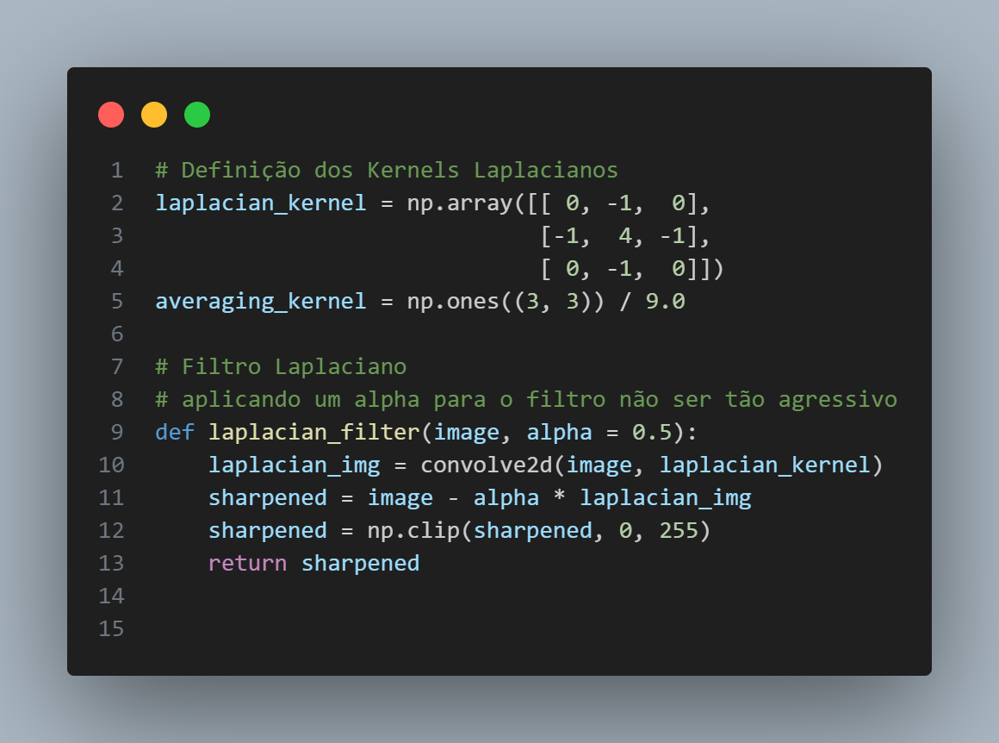 1 # Definição dos Kernels Laplacianos
2 laplacian_kernel = np.array([[ 0, -1,  0],
3                              [-1,  4, -1],
4                              [ 0, -1,  0]])
5 averaging_kernel = np.ones((3, 3)) / 9.0
6
7 # Filtro Laplaciano
8 # aplicando um alpha para o filtro não ser tão agressivo
9 def laplacian_filter(image, alpha = 0.5):
10     laplacian_img = convolve2d(image, laplacian_kernel)
11     sharpened = image - alpha * laplacian_img
12     sharpened = np.clip(sharpened, 0, 255)
13     return sharpened
14
15